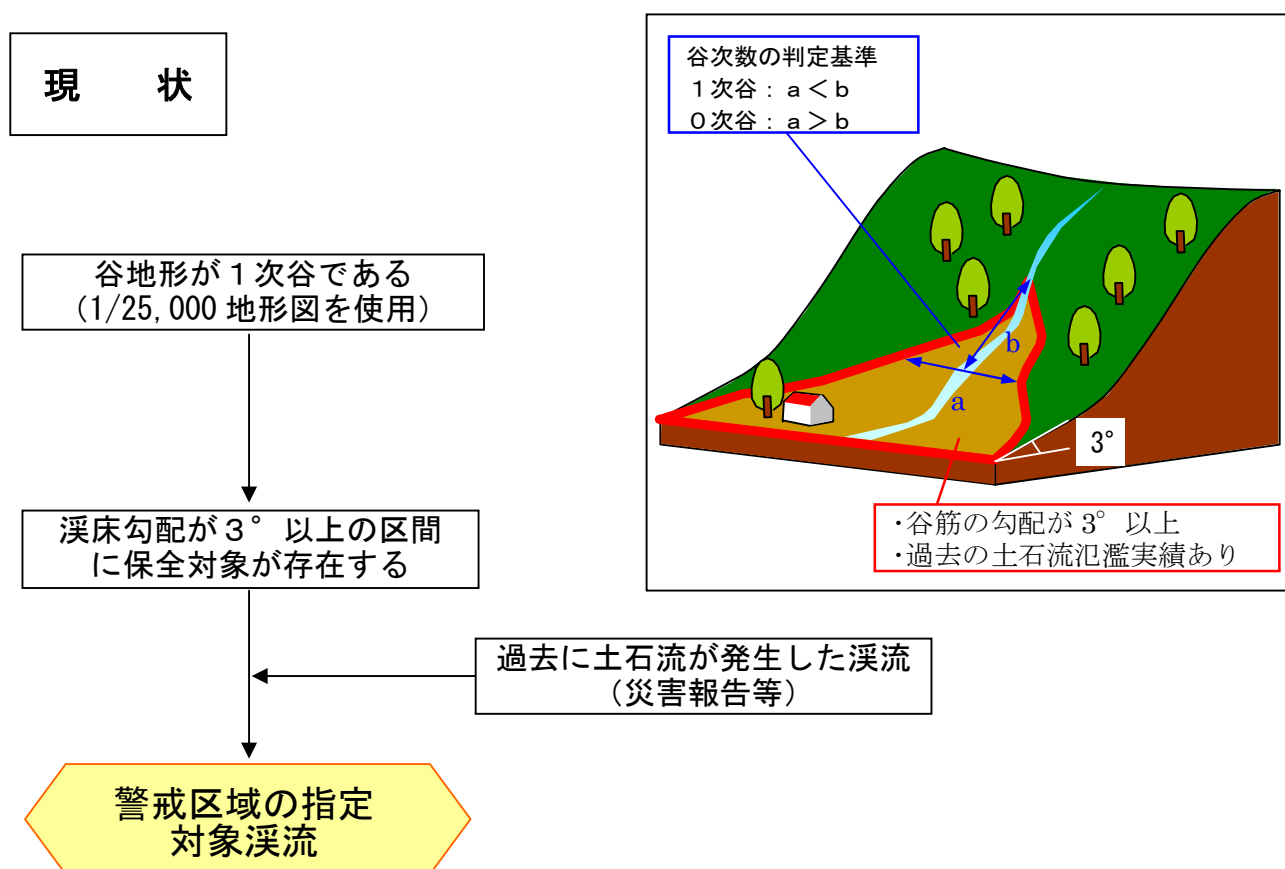 現　　状
谷次数の判定基準
１次谷：ａ＜ｂ
０次谷：ａ＞ｂ
谷地形が１次谷である
(1/25,000 地形図を使用)
b
a
3°
渓床勾配が３°以上の区間
に保全対象が存在する
・谷筋の勾配が 3°以上
・過去の土石流氾濫実績あり
過去に土石流が発生した渓流
（災害報告等）
警戒区域の指定
対象渓流